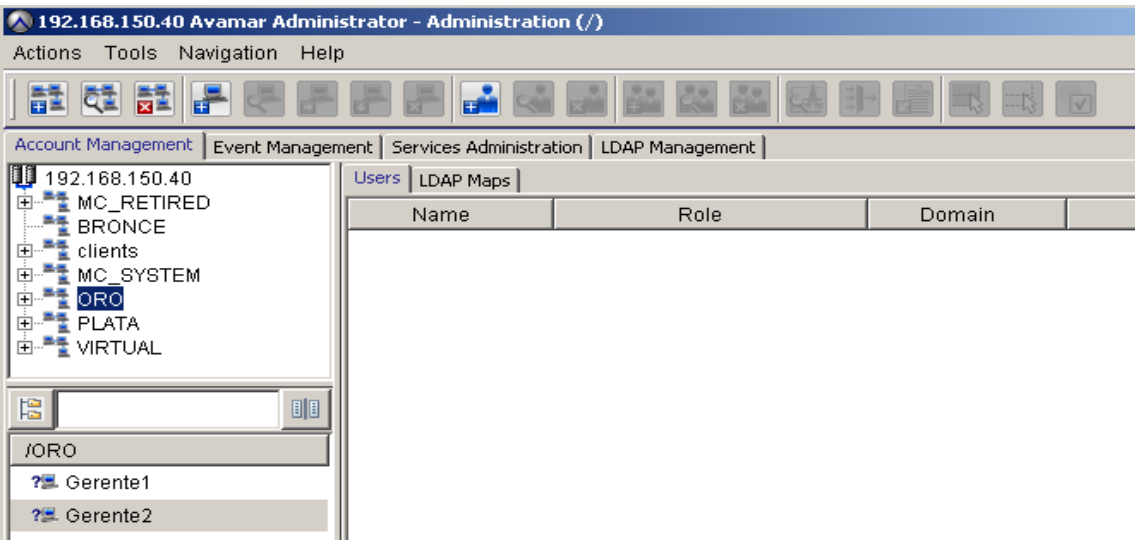 192.168.150.40 Avamar Administrator - Administration (/)
Actions Tools Navigation Help
Account Management Event Management Services Administration LDAP Management
192.168.150.40
MC_RETIRED
BRONCE
clients
MC_SYSTEM
ORO
PLATA
VIRTUAL
Users LDAP Maps
Name Role Domain
/ORO
?Gerente1
?Gerente2